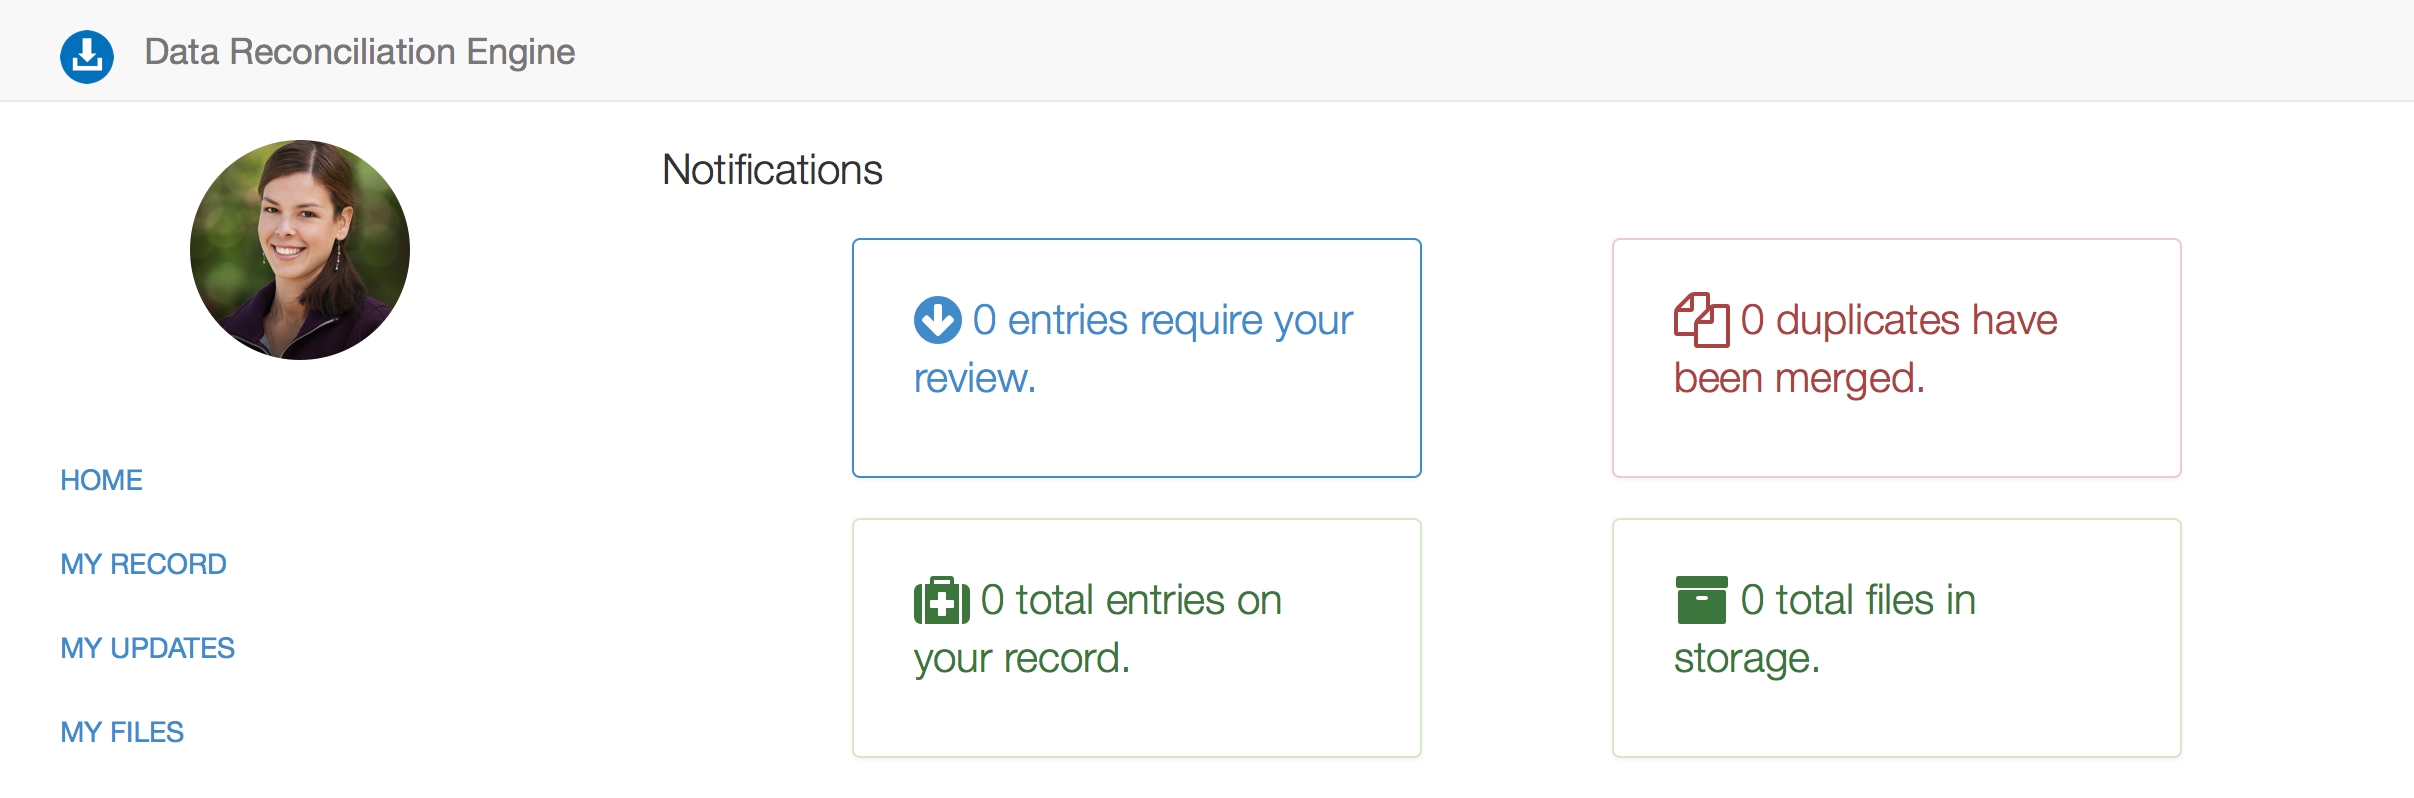 Data Reconciliation Engine
Notifications
0 entries require your
review.
0 duplicates have
been merged.
HOME
MY RECORD
MY UPDATES
MY FILES
0 total entries on
your record.
0 total files in
storage.